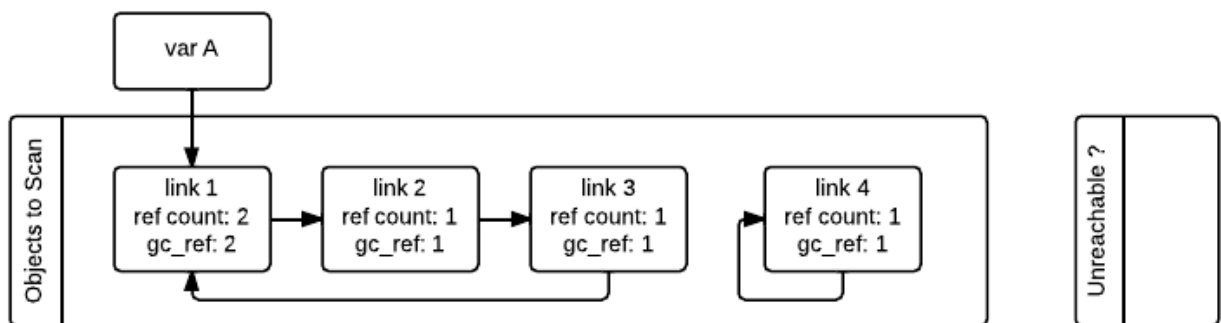 var A
Objects to Scan
link 1
ref count: 2
gc_ref: 2
link 2
ref count: 1
gc_ref: 1
link 3
ref count: 1
gc_ref: 1
link 4
ref count: 1
gc_ref: 1
Unreachable ?